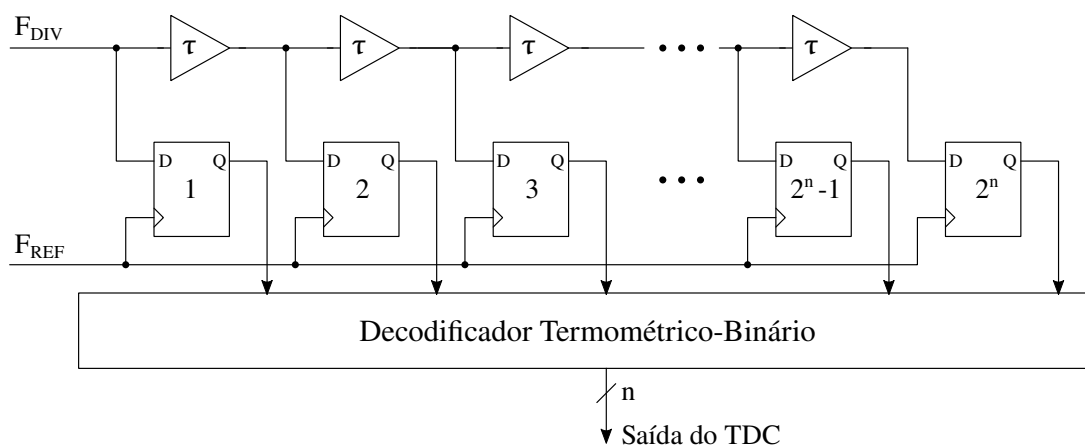 F_DIV
τ τ τ • • • τ
D Q D Q D Q D Q D Q
1 2 3 • • • 2^n -1 2^n
F_REF
Decodificador Termométrico-Binário
n
Saída do TDC